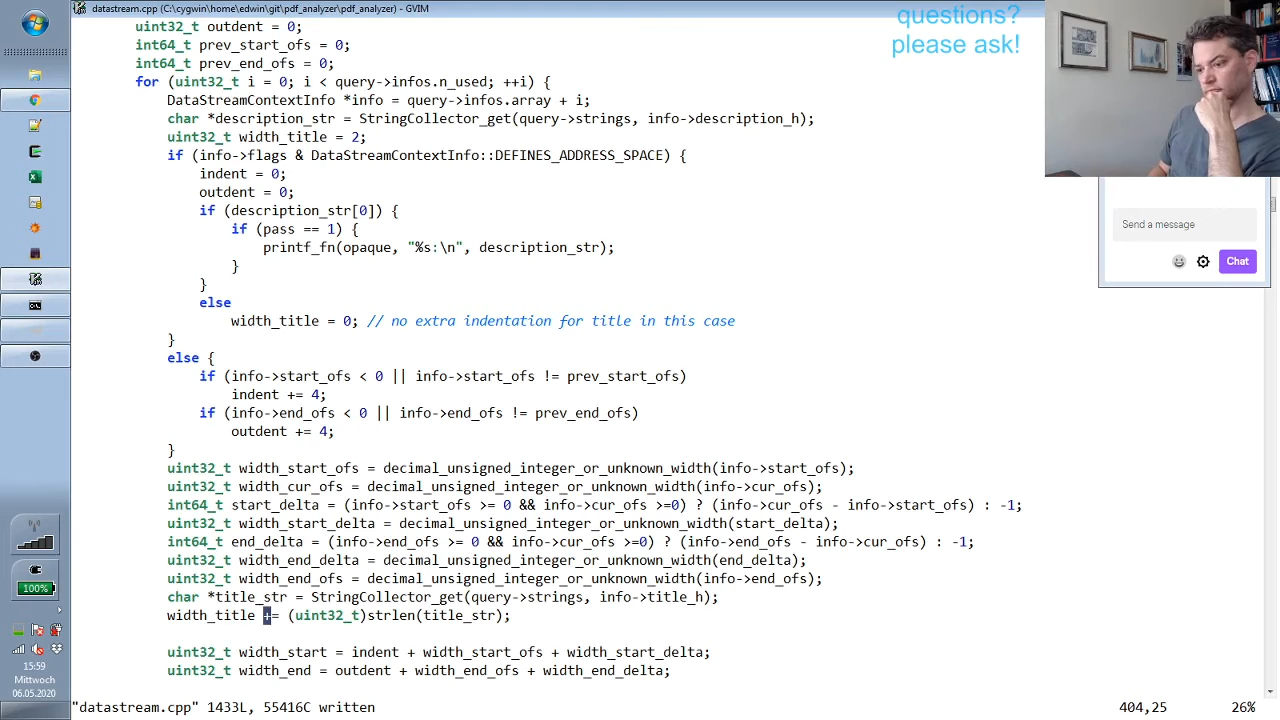 datastream.cpp (C:\cygwin\home\edwin\git\pdf_analyzer\pdf_analyzer) - GVIM
questions?
please ask!
uint32_t outdent = 0;
int64_t prev_start_ofs = 0;
int64_t prev_end_ofs = 0;
for (uint32_t i = 0; i < query->infos.n_used; ++i) {
DataStreamContextInfo *info = query->infos.array + i;
char *description_str = StringCollector_get(query->strings, info->description_h);
uint32_t width_title = 2;
if (info->flags & DataStreamContextInfo::DEFINES_ADDRESS_SPACE) {
indent = 0;
outdent = 0;
if (description_str[0]) {
if (pass == 1) {
printf_fn(opaque, "%s:\n", description_str);
}
}
else
width_title = 0; // no extra indentation for title in this case
}
else {
if (info->start_ofs < 0 || info->start_ofs != prev_start_ofs)
indent += 4;
if (info->end_ofs < 0 || info->end_ofs != prev_end_ofs)
outdent += 4;
}
uint32_t width_start_ofs = decimal_unsigned_integer_or_unknown_width(info->start_ofs);
uint32_t width_cur_ofs = decimal_unsigned_integer_or_unknown_width(info->cur_ofs);
int64_t start_delta = (info->start_ofs >= 0 && info->cur_ofs >=0) ? (info->cur_ofs - info->start_ofs) : -1;
uint32_t width_start_delta = decimal_unsigned_integer_or_unknown_width(start_delta);
int64_t end_delta = (info->end_ofs >= 0 && info->cur_ofs >=0) ? (info->end_ofs - info->cur_ofs) : -1;
uint32_t width_end_delta = decimal_unsigned_integer_or_unknown_width(end_delta);
uint32_t width_end_ofs = decimal_unsigned_integer_or_unknown_width(info->end_ofs);
char *title_str = StringCollector_get(query->strings, info->title_h);
width_title += (uint32_t)strlen(title_str);
uint32_t width_start = indent + width_start_ofs + width_start_delta;
uint32_t width_end = outdent + width_end_ofs + width_end_delta;
"datastream.cpp" 1433L, 55416C written
404,25
26%
Send a message
Chat
100%
15:59
Mittwoch
06.05.2020